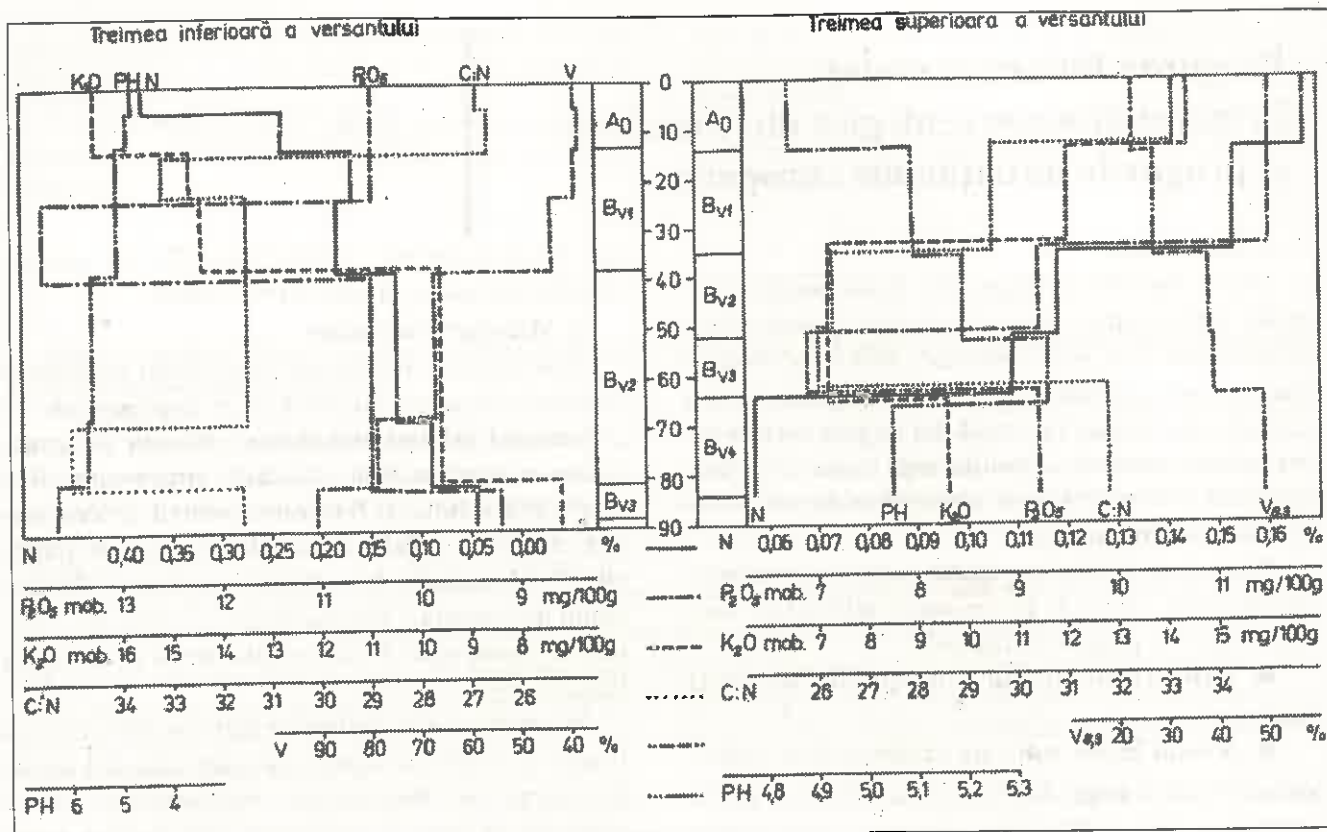 Treimea inferioară a versantului
Treimea superioară a versantului
K₂O PH N P₂O₅ C:N V
0
10
20
30
40
50
60
70
80
90
A₀
Bv₁
Bv₂
Bv₃
A₀
Bv₁
Bv₂
Bv₃
Bv₄
N PH K₂O P₂O₅ C:N V₈,₃
N 0,40 0,35 0,30 0,25 0,20 0,15 0,10 0,05 0,00 %
N 0,06 0,07 0,08 0,09 0,10 0,11 0,12 0,13 0,14 0,15 0,16 %
P₂O₅ mob. 13 12 11 10 9 mg/100g
P₂O₅ mob. 7 8 9 10 11 mg/100g
K₂O mob. 16 15 14 13 12 11 10 9 8 mg/100g
K₂O mob. 7 8 9 10 11 12 13 14 15 mg/100g
C:N 34 33 32 31 30 29 28 27 26
C:N 26 27 28 29 30 31 32 33 34
V 90 80 70 60 50 40 %
V₈,₃ 20 30 40 50 %
PH 6 5 4
PH 4,8 4,9 5,0 5,1 5,2 5,3